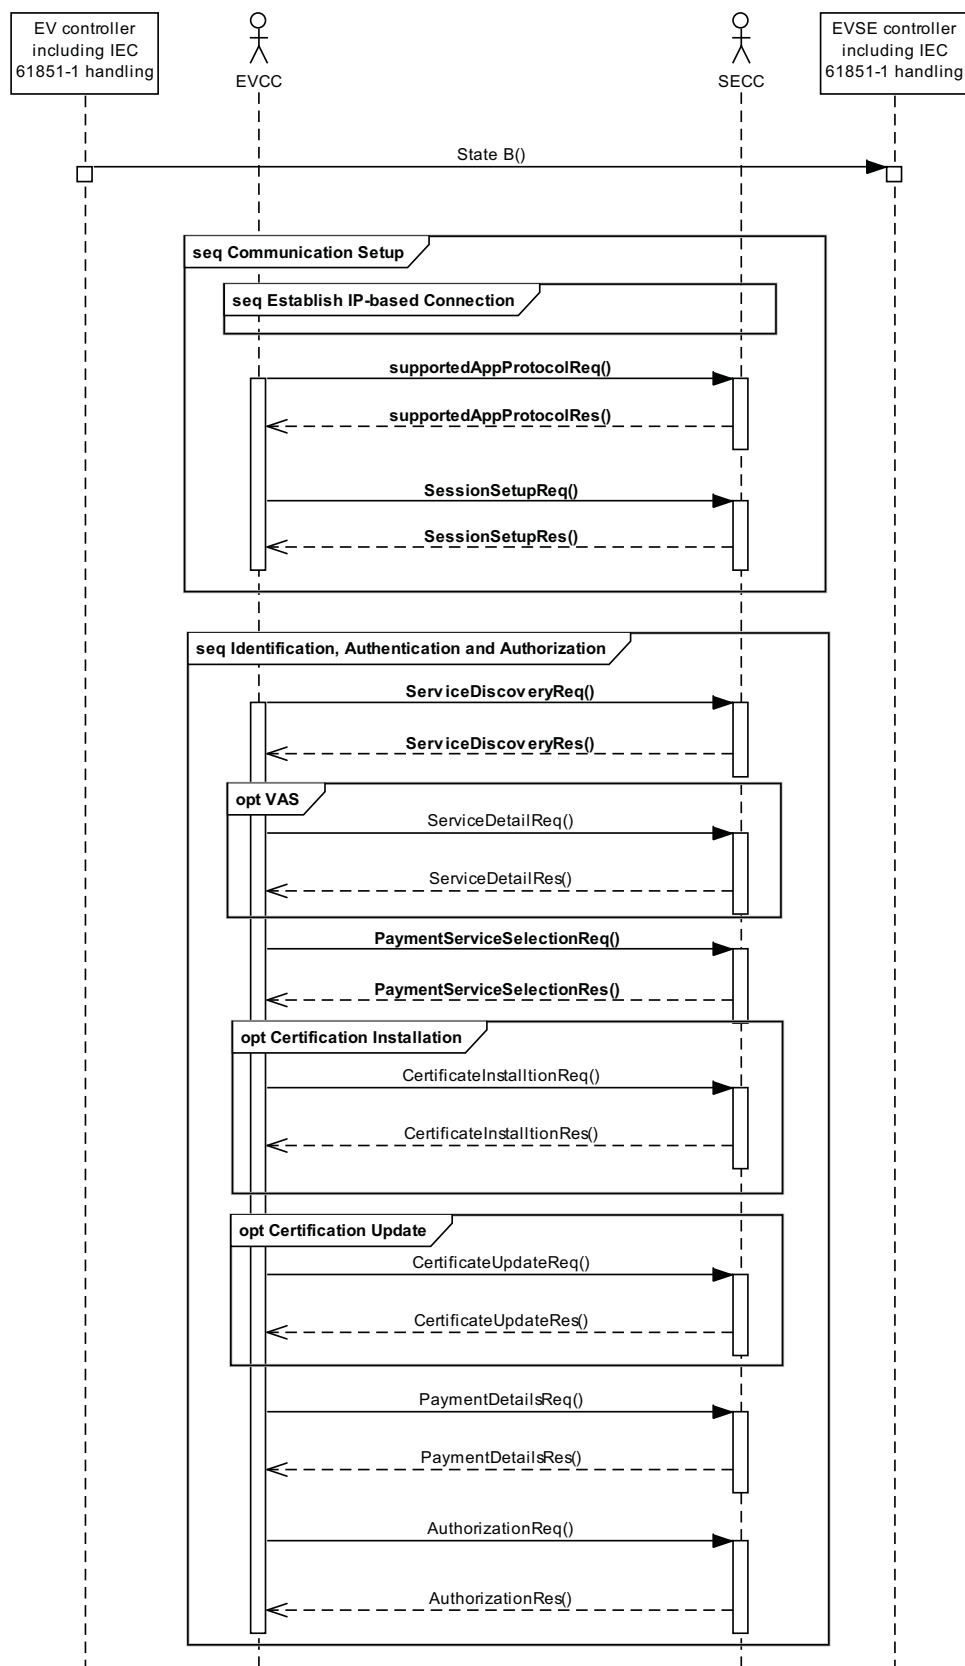 EV controller
including IEC
61851-1 handling
EVCC
SECC
EVSE controller
including IEC
61851-1 handling
State B()
seq Communication Setup
seq Establish IP-based Connection
supportedAppProtocolReq()
supportedAppProtocolRes()
SessionSetupReq()
SessionSetupRes()
seq Identification, Authentication and Authorization
ServiceDiscoveryReq()
ServiceDiscoveryRes()
opt VAS
ServiceDetailReq()
ServiceDetailRes()
PaymentServiceSelectionReq()
PaymentServiceSelectionRes()
opt Certification Installation
CertificateInstalltionReq()
CertificateInstalltionRes()
opt Certification Update
CertificateUpdateReq()
CertificateUpdateRes()
PaymentDetailsReq()
PaymentDetailsRes()
AuthorizationReq()
AuthorizationRes()